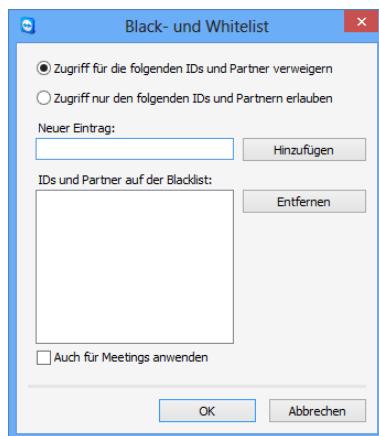 Black- und Whitelist
Zugriff für die folgenden IDs und Partner verweigern
Zugriff nur den folgenden IDs und Partnern erlauben
Neuer Eintrag:
Hinzufügen
IDs und Partner auf der Blacklist:
Entfernen
Auch für Meetings anwenden
OK
Abbrechen